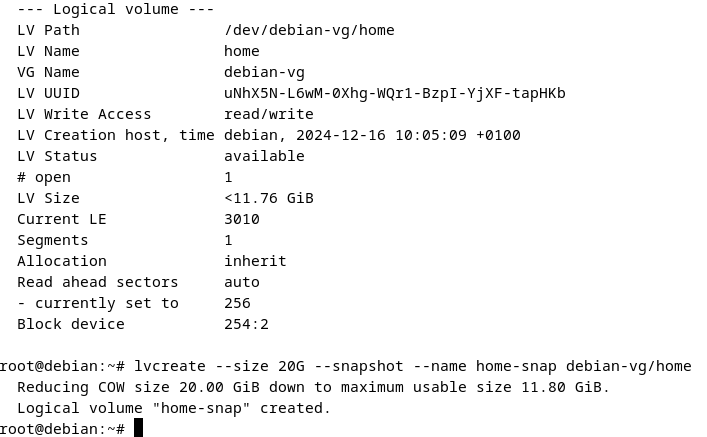 --- Logical volume ---
LV Path                /dev/debian-vg/home
LV Name                home
VG Name                debian-vg
LV UUID                uNhX5N-L6wM-0Xhg-WQr1-BzpI-YjXF-tapHKb
LV Write Access        read/write
LV Creation host, time debian, 2024-12-16 10:05:09 +0100
LV Status              available
# open                 1
LV Size                <11.76 GiB
Current LE             3010
Segments               1
Allocation             inherit
Read ahead sectors     auto
- currently set to     256
Block device           254:2
root@debian:~# lvcreate --size 20G --snapshot --name home-snap debian-vg/home
Reducing COW size 20.00 GiB down to maximum usable size 11.80 GiB.
Logical volume "home-snap" created.
root@debian:~#